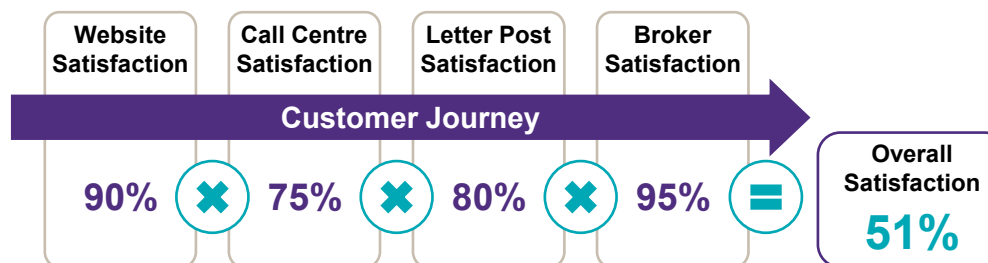 Website
Satisfaction
Call Centre
Satisfaction
Letter Post
Satisfaction
Broker
Satisfaction
Customer Journey
90% × 75% × 80% × 95% =
Overall
Satisfaction
51%